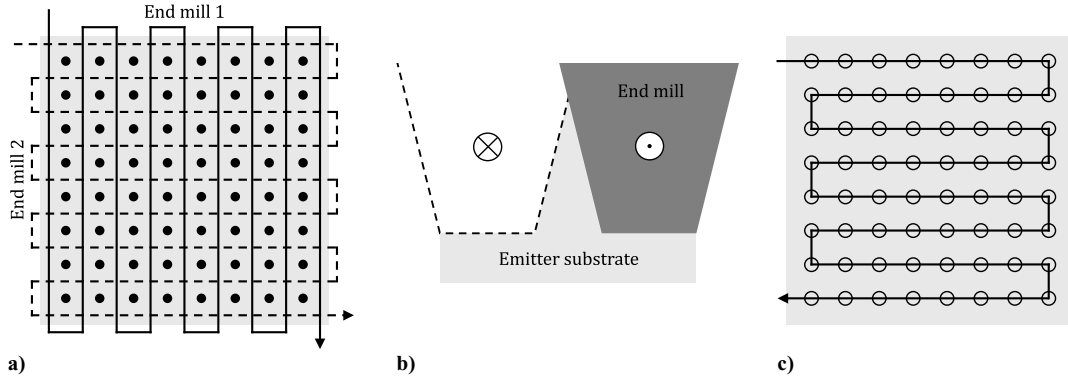 End mill 1
End mill 2
a)
End mill
Emitter substrate
b)
c)